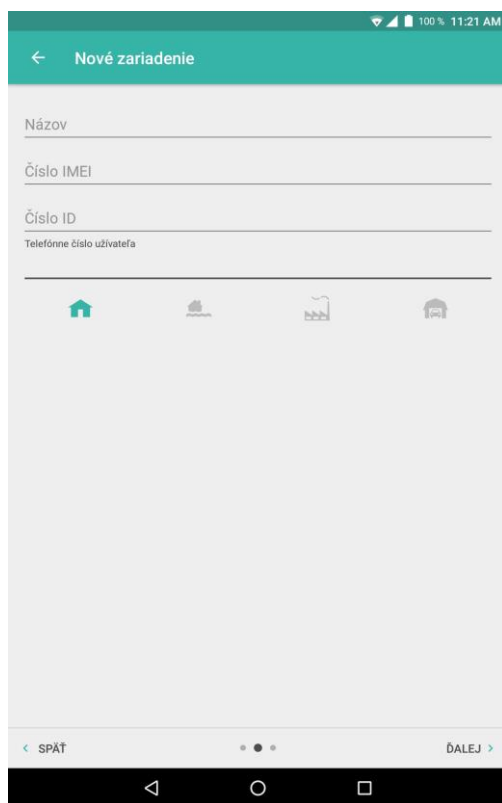 100 % 11:21 AM
Nové zariadenie
Názov
Číslo IMEI
Číslo ID
Telefónne číslo užívateľa
SPÄŤ
ĎALEJ